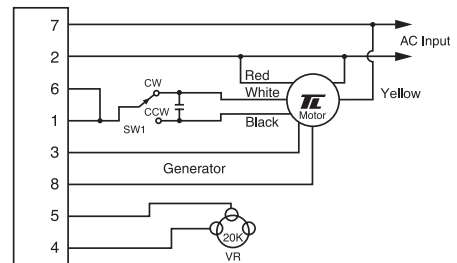 7
AC Input
2
Red
CW
6
White
Yellow
CCW
TL
Motor
1
SW1
Black
3
Generator
8
5
20K
4
VR